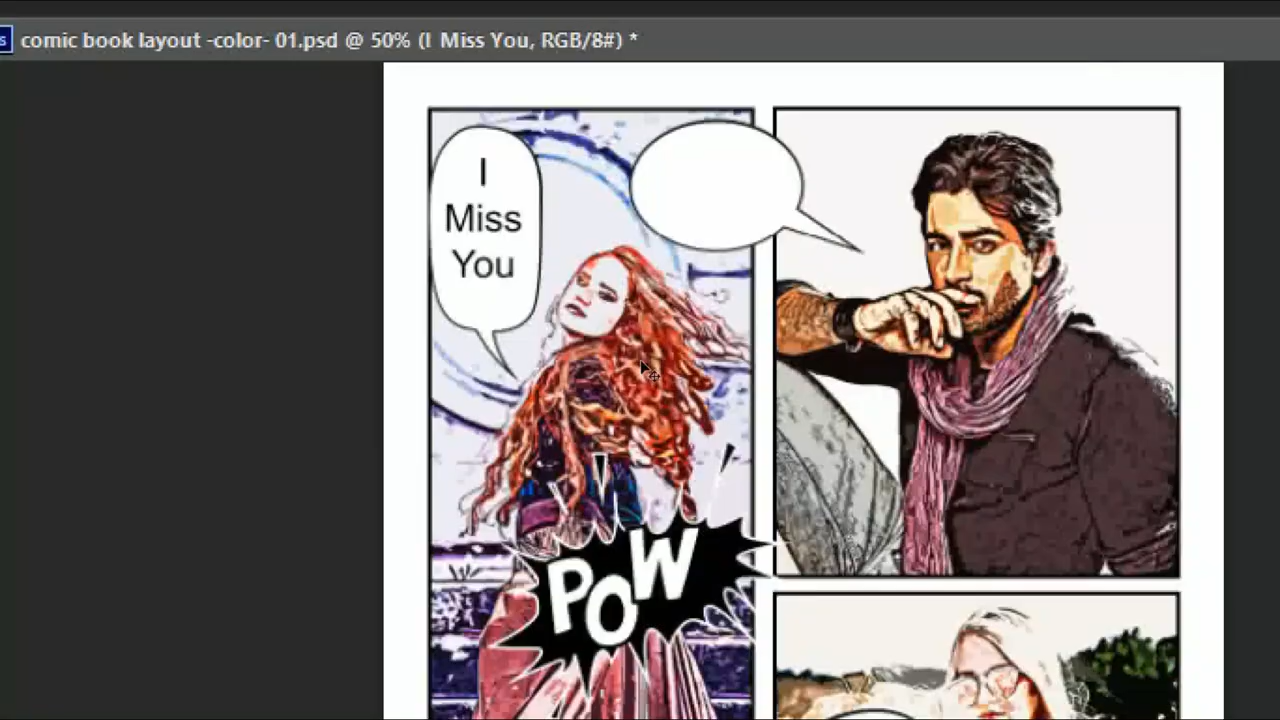 s comic book layout -color- 01.psd @ 50% (I Miss You, RGB/8#) *
I
Miss
You
POW